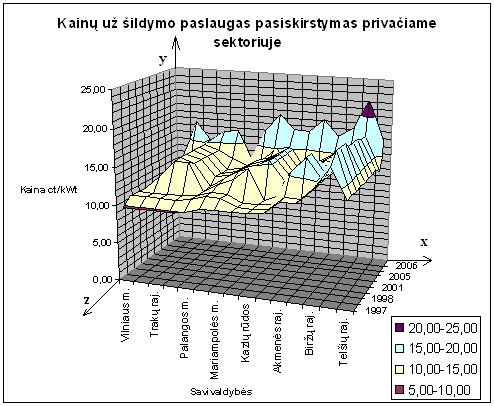 Kainų už šildymo paslaugas pasiskirstymas privačiame
sektoriuje
y
25,00
20,00
15,00
Kaina ct/kWt
10,00
5,00
0,00
z
x
2006
2005
2001
1998
1997
Vilniaus m.
Trakų raj.
Palangos m.
Mariampolės m.
Kazlų rūdos
Akmenės raj.
Biržų raj.
Telšių raj.
Savivaldybės
20,00-25,00
15,00-20,00
10,00-15,00
5,00-10,00